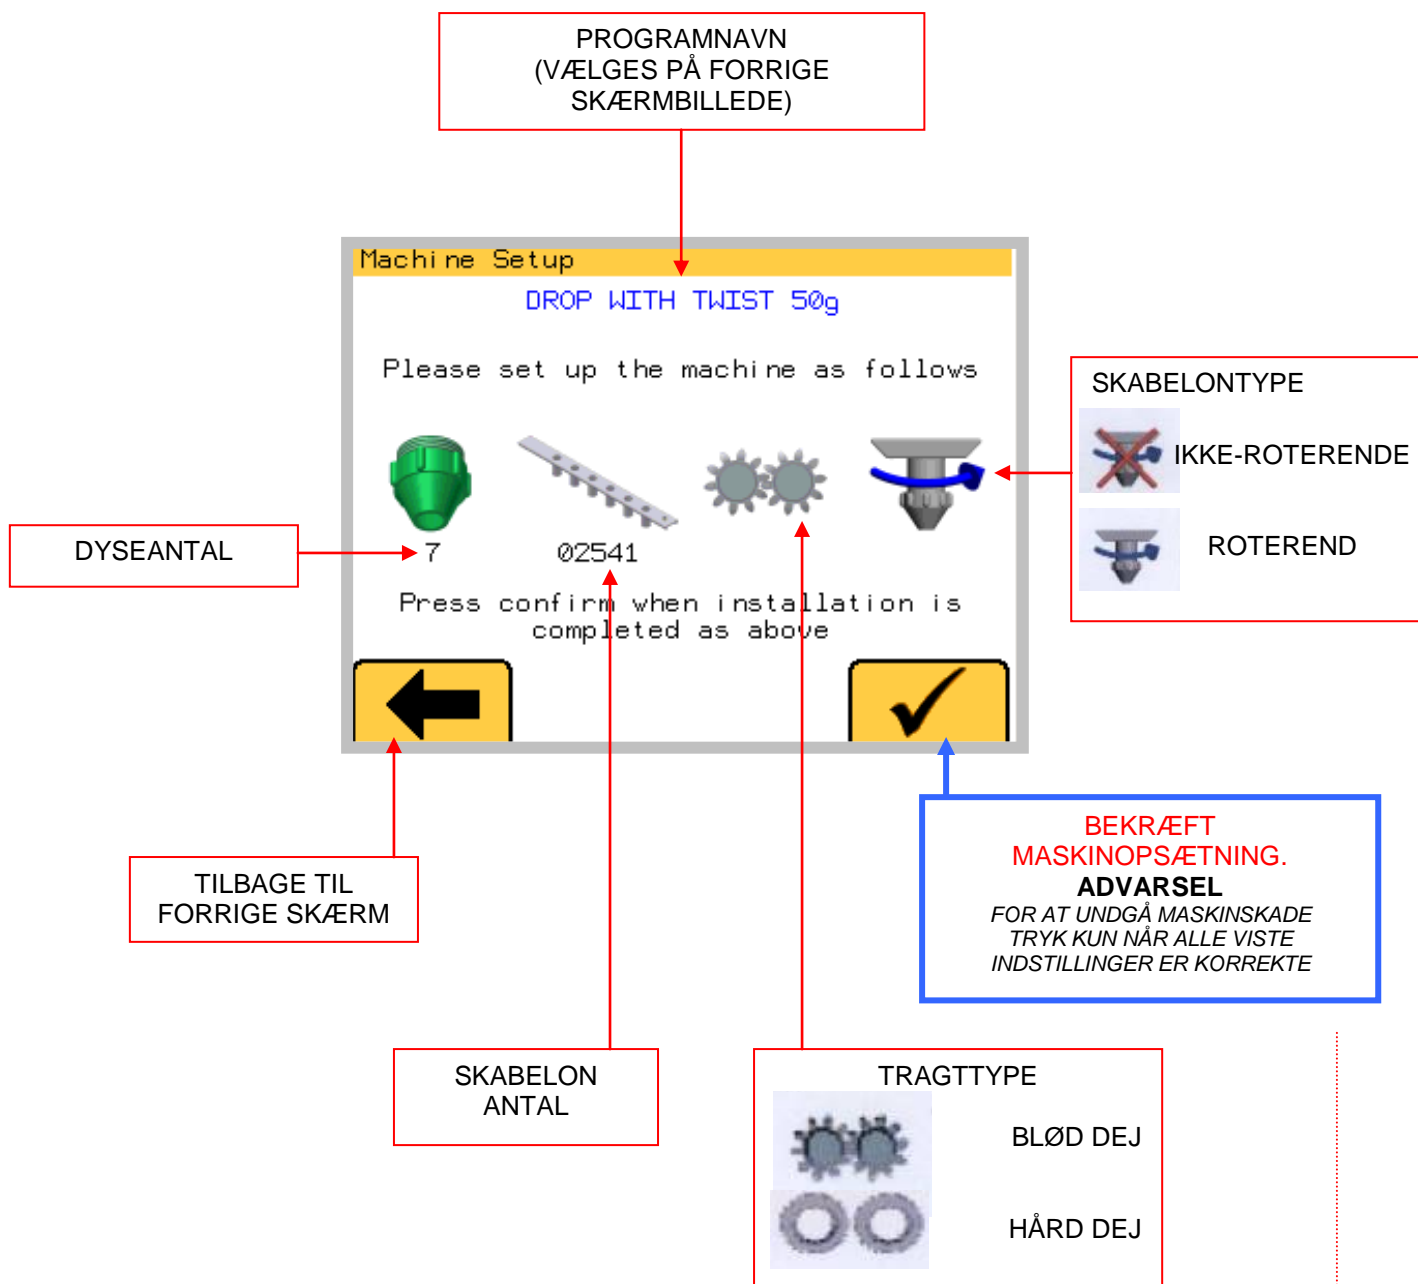 PROGRAMNAVN
(VÆLGES PÅ FORRIGE
SKÆRMBILLEDE)
Machine Setup
DROP WITH TWIST 50g
Please set up the machine as follows
SKABELONTYPE
IKKE-ROTERENDE
ROTEREND
DYSEANTAL
7
02541
Press confirm when installation is
completed as above
TILBAGE TIL
FORRIGE SKÆRM
BEKRÆFT
MASKINOPSÆTNING.
ADVARSEL
FOR AT UNDGÅ MASKINSKADE
TRYK KUN NÅR ALLE VISTE
INDSTILLINGER ER KORREKTE
SKABELON
ANTAL
TRAGTTYPE
BLØD DEJ
HÅRD DEJ